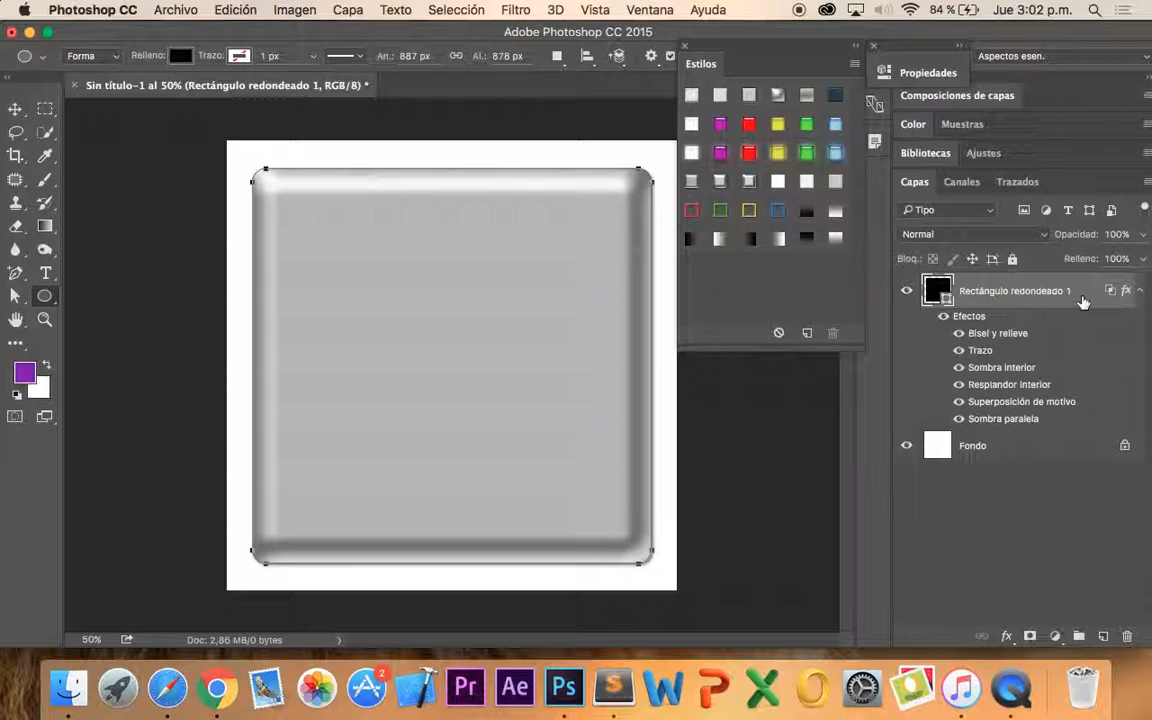 Photoshop CC Archivo Edición Imagen Capa Texto Selección Filtro 3D Vista Ventana Ayuda 84 % Jue 3:02 p.m.
Adobe Photoshop CC 2015
Forma Relleno: Trazo: 1 px An.: 887 px Al.: 878 px
Aspectos esen.
Sin título-1 al 50% (Rectángulo redondeado 1, RGB/8) *
Estilos
Propiedades
Composiciones de capas
Color Muestras
Bibliotecas Ajustes
Capas Canales Trazados
Tipo
Normal Opacidad: 100%
Bloq.: Relleno: 100%
Rectángulo redondeado 1 fx
Efectos
Bisel y relieve
Trazo
Sombra interior
Resplandor interior
Superposición de motivo
Sombra paralela
Fondo
50% Doc: 2,86 MB/0 bytes
fx
2
Pr Ae Ps S W P X O